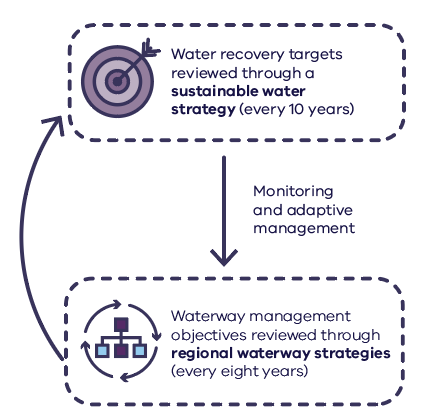 Water recovery targets
reviewed through a
sustainable water
strategy (every 10 years)
Monitoring
and adaptive
management
Waterway management
objectives reviewed through
regional waterway strategies
(every eight years)